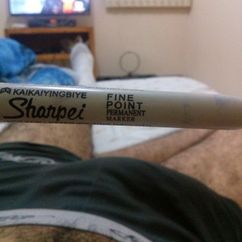 KAIKAIYINGBIYE
Sharpei
FINE
POINT
PERMANENT
MARKER